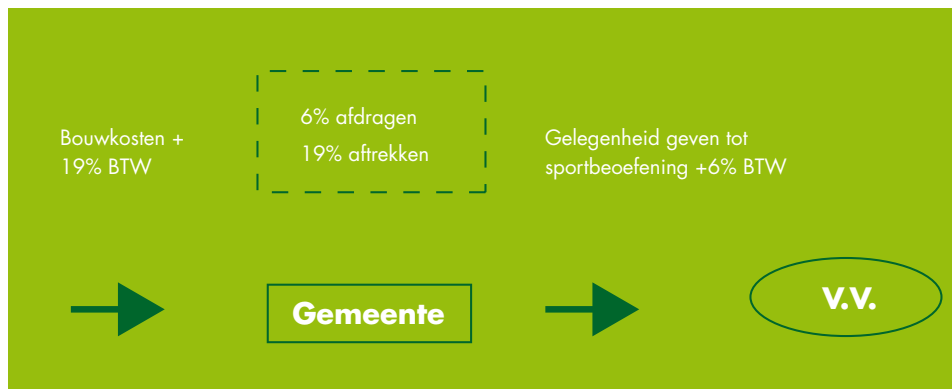 Bouwkosten +
19% BTW
6% afdragen
19% aftrekken
Gelegenheid geven tot
sportbeoefening +6% BTW
Gemeente
V.V.